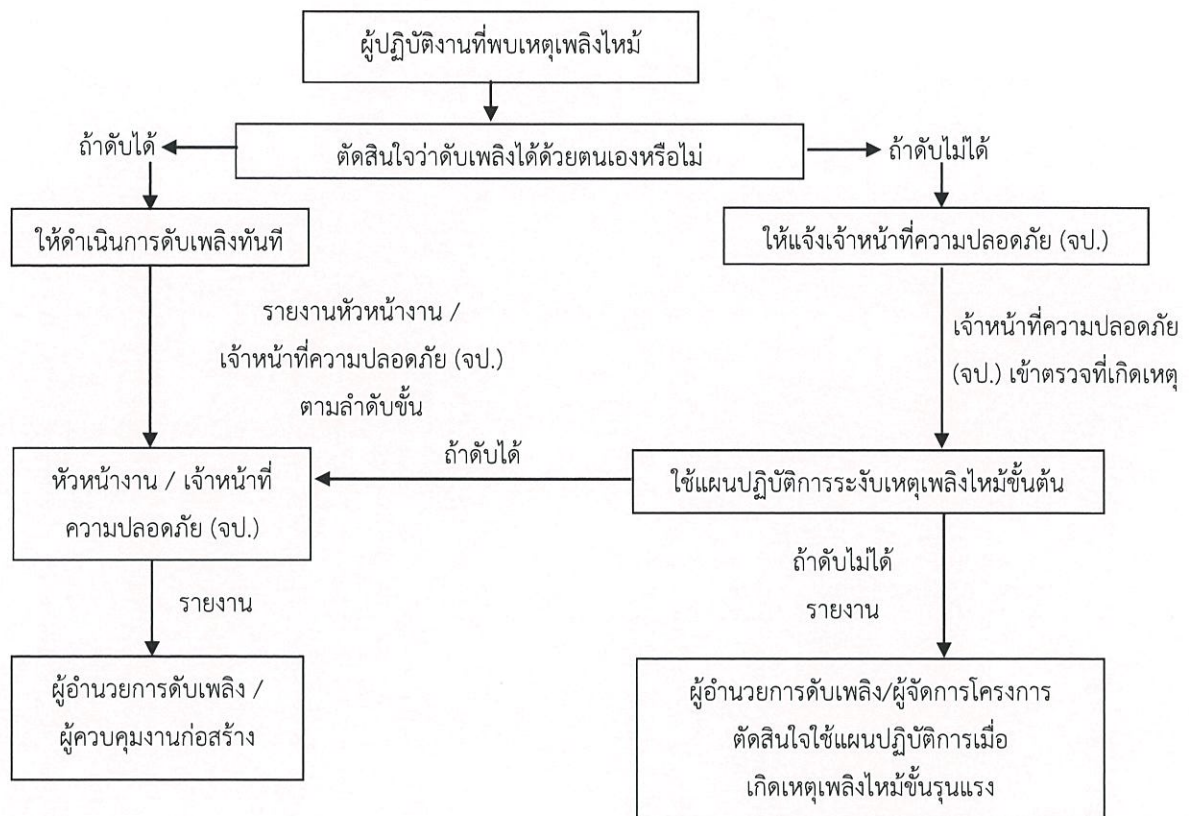 ผู้ปฏิบัติงานที่พบเหตุเพลิงไหม้
ถ้าดับได้
ตัดสินใจว่าดับเพลิงได้ด้วยตนเองหรือไม่
ถ้าดับไม่ได้
ให้ดำเนินการดับเพลิงทันที
ให้แจ้งเจ้าหน้าที่ความปลอดภัย (จป.)
รายงานหัวหน้างาน /
เจ้าหน้าที่ความปลอดภัย (จป.)
ตามลำดับขั้น
เจ้าหน้าที่ความปลอดภัย
(จป.) เข้าตรวจที่เกิดเหตุ
หัวหน้างาน / เจ้าหน้าที่
ความปลอดภัย (จป.)
ถ้าดับได้
ใช้แผนปฏิบัติการระงับเหตุเพลิงไหม้ขั้นต้น
รายงาน
ถ้าดับไม่ได้
รายงาน
ผู้อำนวยการดับเพลิง /
ผู้ควบคุมงานก่อสร้าง
ผู้อำนวยการดับเพลิง/ผู้จัดการโครงการ
ตัดสินใจใช้แผนปฏิบัติการเมื่อ
เกิดเหตุเพลิงไหม้ขั้นรุนแรง